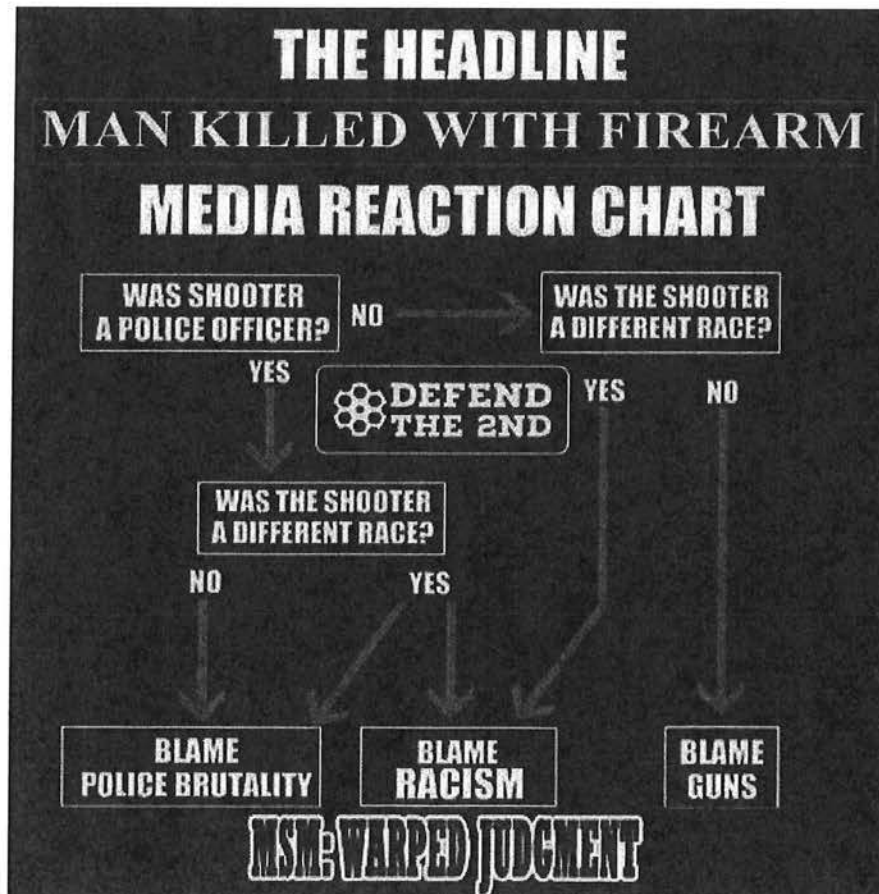 THE HEADLINE
MAN KILLED WITH FIREARM
MEDIA REACTION CHART
WAS SHOOTER
A POLICE OFFICER?
NO
WAS THE SHOOTER
A DIFFERENT RACE?
YES
DEFEND
THE 2ND
YES
NO
WAS THE SHOOTER
A DIFFERENT RACE?
NO
YES
BLAME
POLICE BRUTALITY
BLAME
RACISM
BLAME
GUNS
MSM: WARPED JUDGMENT